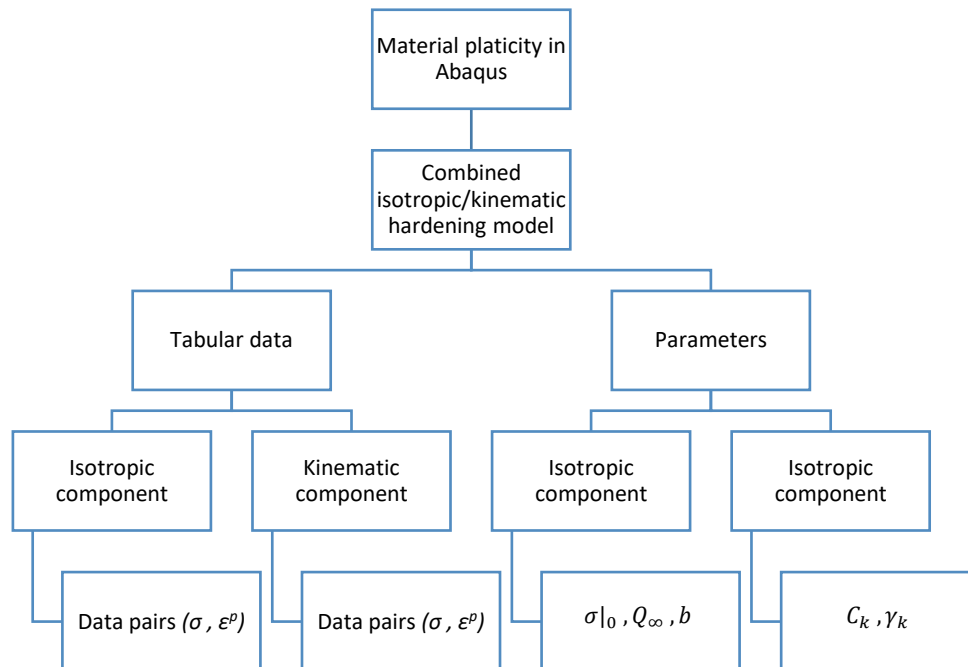 Material platicity in
Abaqus
Combined
isotropic/kinematic
hardening model
Tabular data
Parameters
Isotropic
component
Kinematic
component
Isotropic
component
Isotropic
component
Data pairs (σ , εᵖ)
Data pairs (σ , εᵖ)
σ|₀ , Q∞ , b
Cₖ , γₖ